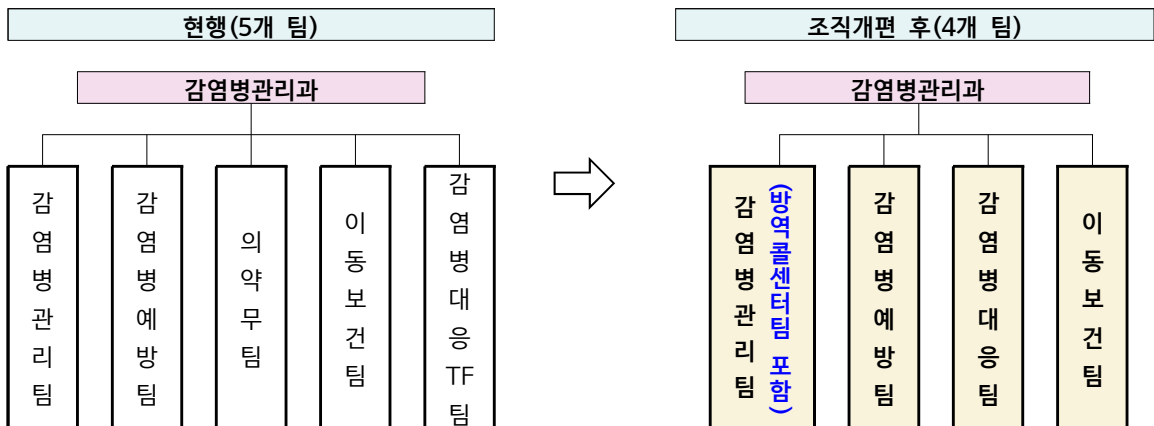 현행(5개 팀)
감염병관리과
감염병관리팀
감염병예방팀
의약무팀
이동보건팀
감염병대응TF팀
조직개편 후(4개 팀)
감염병관리과
감염병관리팀
(방역콜센터팀 포함)
감염병예방팀
감염병대응팀
이동보건팀